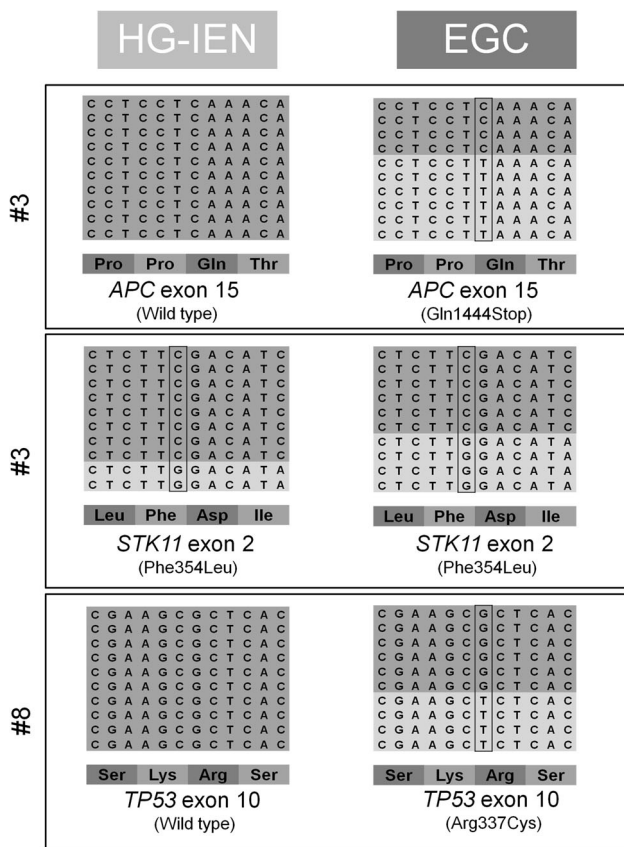 HG-IEN
EGC
#3
C C T C C T C A A A C A
C C T C C T C A A A C A
C C T C C T C A A A C A
C C T C C T C A A A C A
C C T C C T C A A A C A
C C T C C T C A A A C A
C C T C C T C A A A C A
C C T C C T C A A A C A
C C T C C T C A A A C A
C C T C C T C A A A C A
Pro Pro Gln Thr
APC exon 15
(Wild type)
C C T C C T C A A A C A
C C T C C T C A A A C A
C C T C C T C A A A C A
C C T C C T C A A A C A
C C T C C T T A A A C A
C C T C C T T A A A C A
C C T C C T T A A A C A
C C T C C T T A A A C A
C C T C C T T A A A C A
C C T C C T T A A A C A
Pro Pro Gln Thr
APC exon 15
(Gln1444Stop)
#3
C T C T T C G A C A T C
C T C T T C G A C A T C
C T C T T C G A C A T C
C T C T T C G A C A T C
C T C T T C G A C A T C
C T C T T C G A C A T C
C T C T T C G A C A T C
C T C T T C G A C A T C
C T C T T G G A C A T A
C T C T T G G A C A T A
Leu Phe Asp Ile
STK11 exon 2
(Phe354Leu)
C T C T T C G A C A T C
C T C T T C G A C A T C
C T C T T C G A C A T C
C T C T T C G A C A T C
C T C T T C G A C A T C
C T C T T C G A C A T C
C T C T T G G A C A T A
C T C T T G G A C A T A
C T C T T G G A C A T A
C T C T T G G A C A T A
Leu Phe Asp Ile
STK11 exon 2
(Phe354Leu)
#8
C G A A G C G C T C A C
C G A A G C G C T C A C
C G A A G C G C T C A C
C G A A G C G C T C A C
C G A A G C G C T C A C
C G A A G C G C T C A C
C G A A G C G C T C A C
C G A A G C G C T C A C
C G A A G C G C T C A C
C G A A G C G C T C A C
Ser Lys Arg Ser
TP53 exon 10
(Wild type)
C G A A G C G C T C A C
C G A A G C G C T C A C
C G A A G C G C T C A C
C G A A G C G C T C A C
C G A A G C G C T C A C
C G A A G C G C T C A C
C G A A G C T C T C A C
C G A A G C T C T C A C
C G A A G C T C T C A C
C G A A G C T C T C A C
Ser Lys Arg Ser
TP53 exon 10
(Arg337Cys)